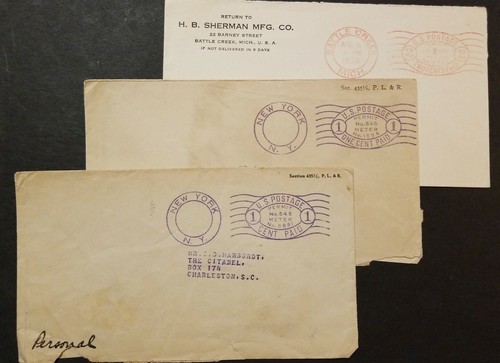 RETURN TO
H. B. SHERMAN MFG. CO.
22 BARNEY STREET
BATTLE CREEK, MICH., U. S. A.
IF NOT DELIVERED IN 5 DAYS
BATTLE CREEK
MICH.
U.S. POSTAGE
Sec. 435½, P. L. & R.
NEW YORK
N. Y.
U.S. POSTAGE
1 PERMIT 1
No. 545
METER
ONE CENT PAID
Section 435½, P. L. & R.
NEW YORK
N. Y.
U.S. POSTAGE
1 PERMIT 1
No. 545
METER
CENT PAID
THE CITADEL,
BOX 174
CHARLESTON, S.C.
Personal